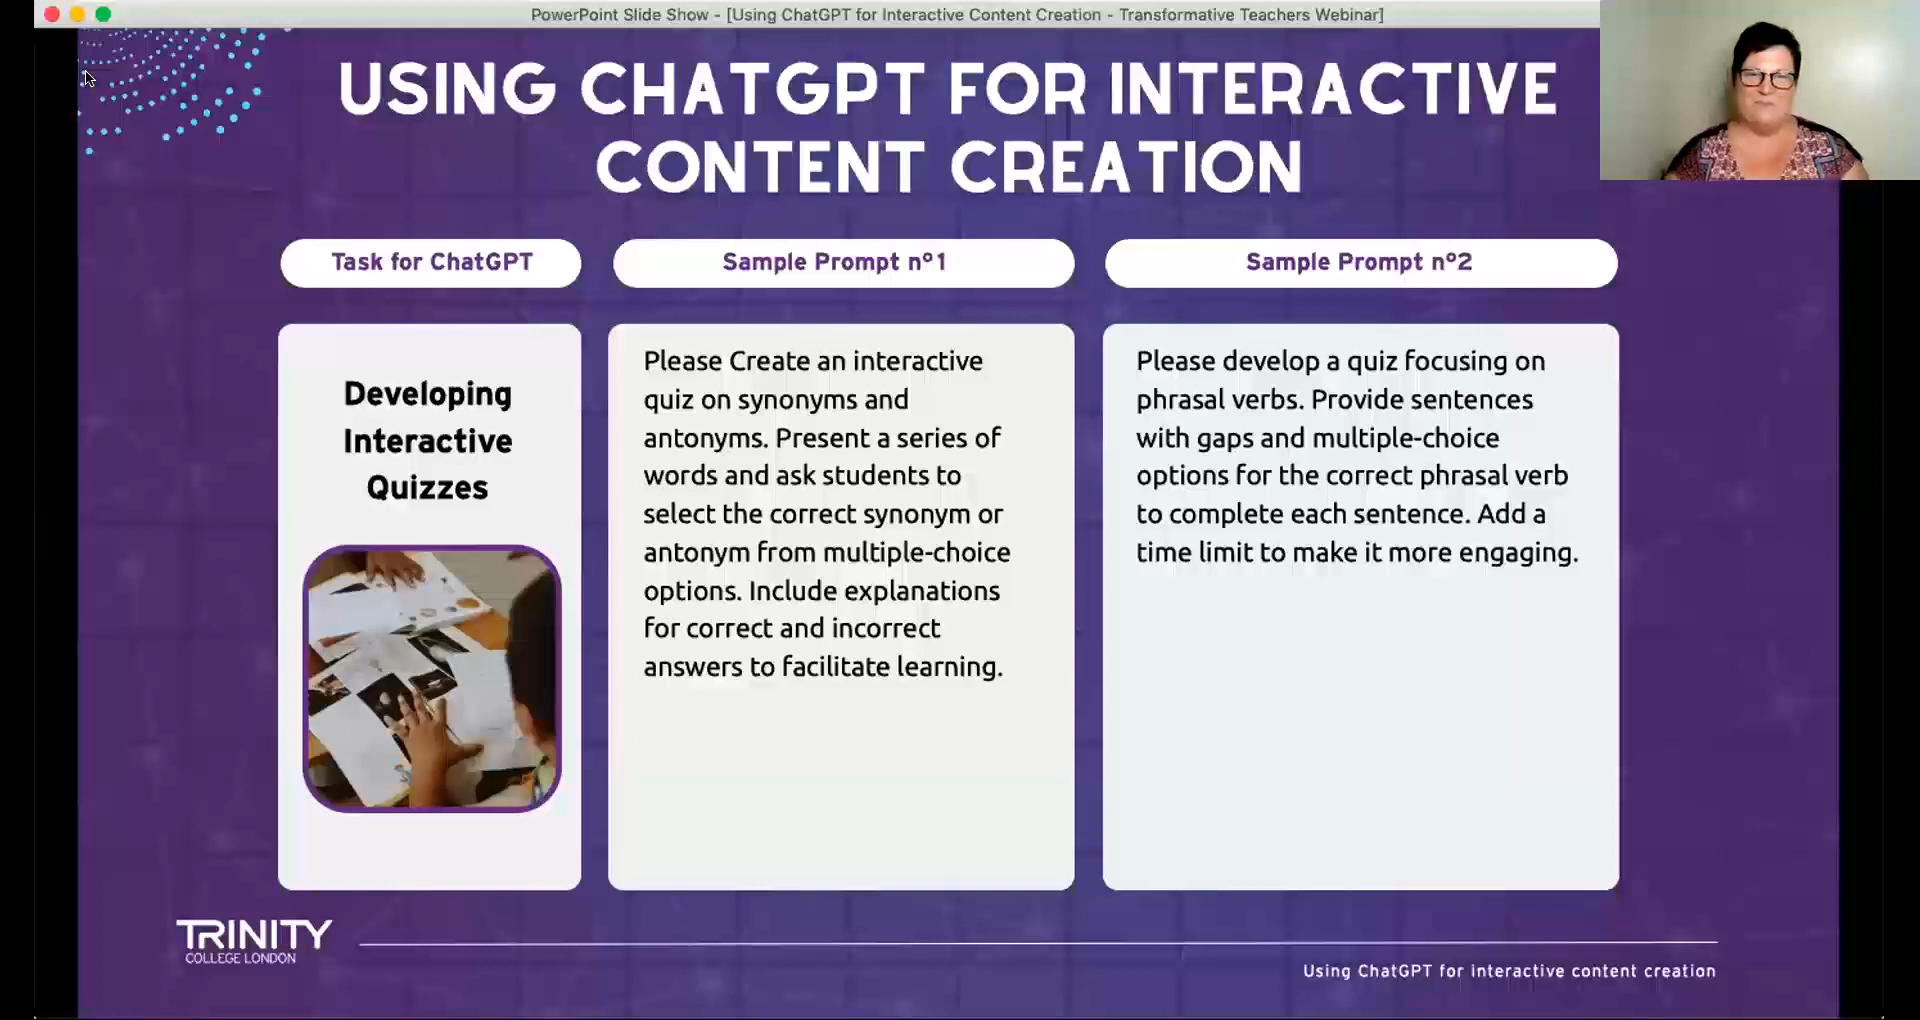 PowerPoint Slide Show - [Using ChatGPT for Interactive Content Creation - Transformative Teachers Webinar]
USING CHATGPT FOR INTERACTIVE
CONTENT CREATION
Task for ChatGPT
Sample Prompt nº1
Sample Prompt nº2
Developing
Interactive
Quizzes
Please Create an interactive
quiz on synonyms and
antonyms. Present a series of
words and ask students to
select the correct synonym or
antonym from multiple-choice
options. Include explanations
for correct and incorrect
answers to facilitate learning.
Please develop a quiz focusing on
phrasal verbs. Provide sentences
with gaps and multiple-choice
options for the correct phrasal verb
to complete each sentence. Add a
time limit to make it more engaging.
TRINITY
COLLEGE LONDON
Using ChatGPT for interactive content creation